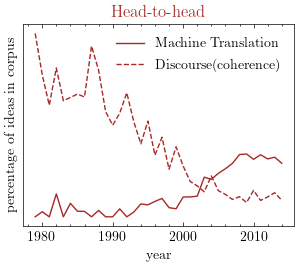 Head-to-head
Machine Translation
Discourse(coherence)
percentage of ideas in corpus
1980 1990 2000 2010
year